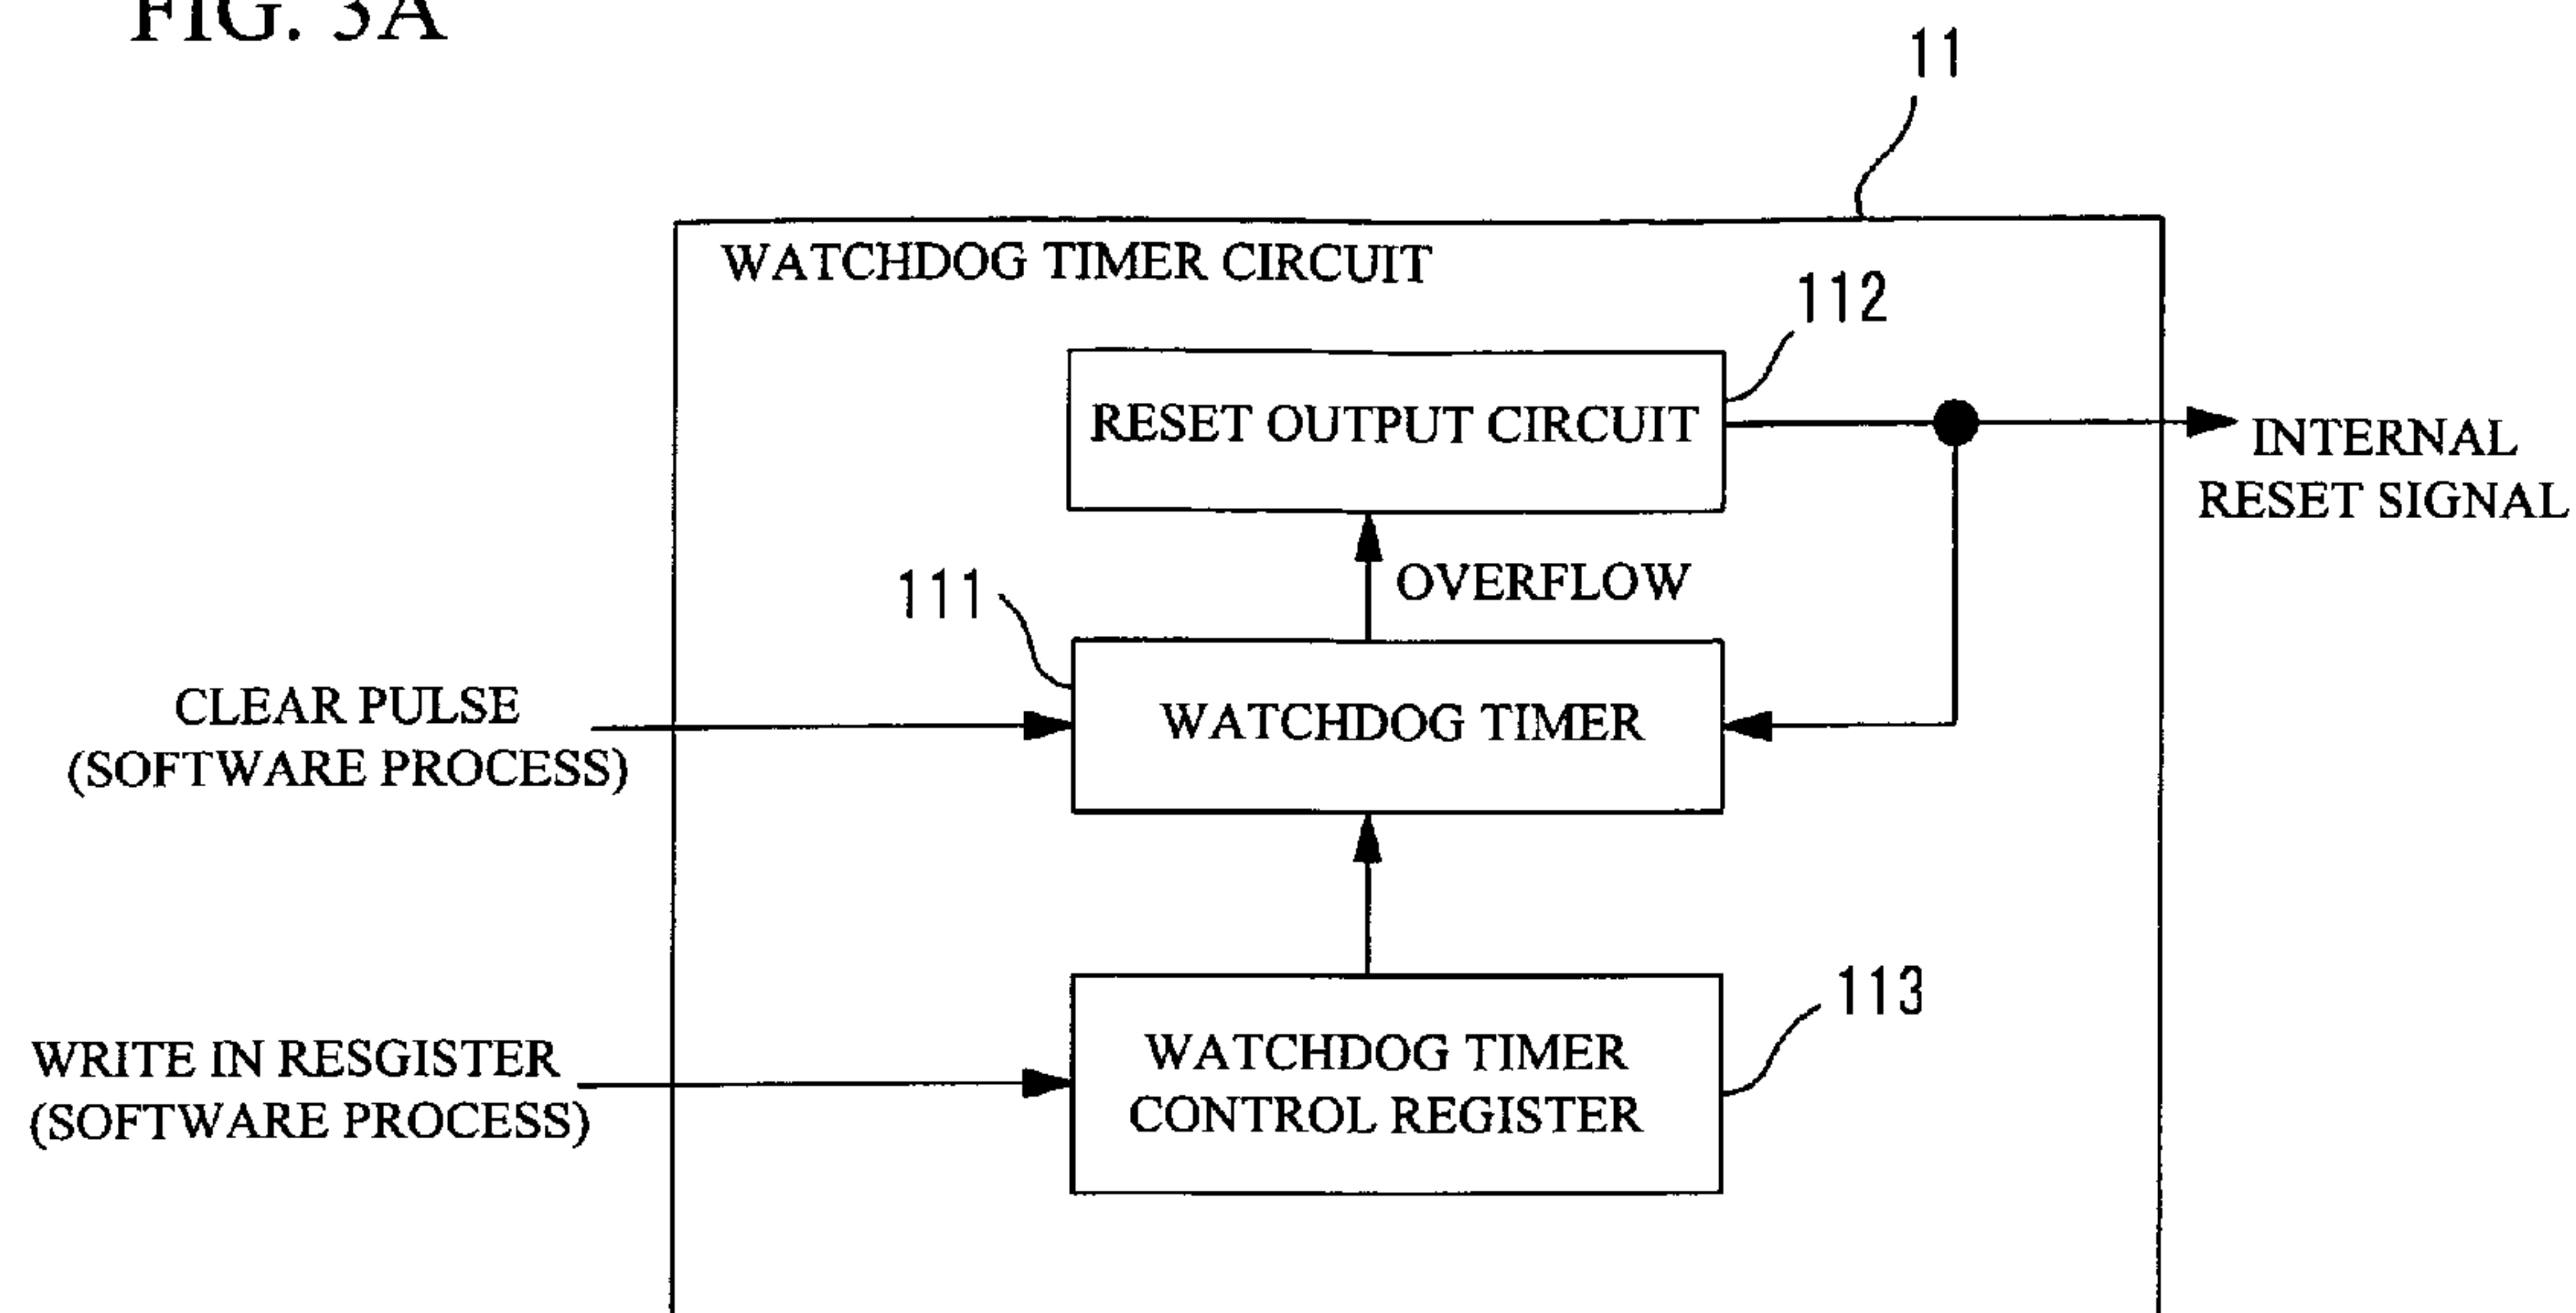 FIG. 3A
11
WATCHDOG TIMER CIRCUIT
112
RESET OUTPUT CIRCUIT
INTERNAL
RESET SIGNAL
OVERFLOW
111
CLEAR PULSE
(SOFTWARE PROCESS)
WATCHDOG TIMER
113
WRITE IN RESGISTER
(SOFTWARE PROCESS)
WATCHDOG TIMER
CONTROL REGISTER